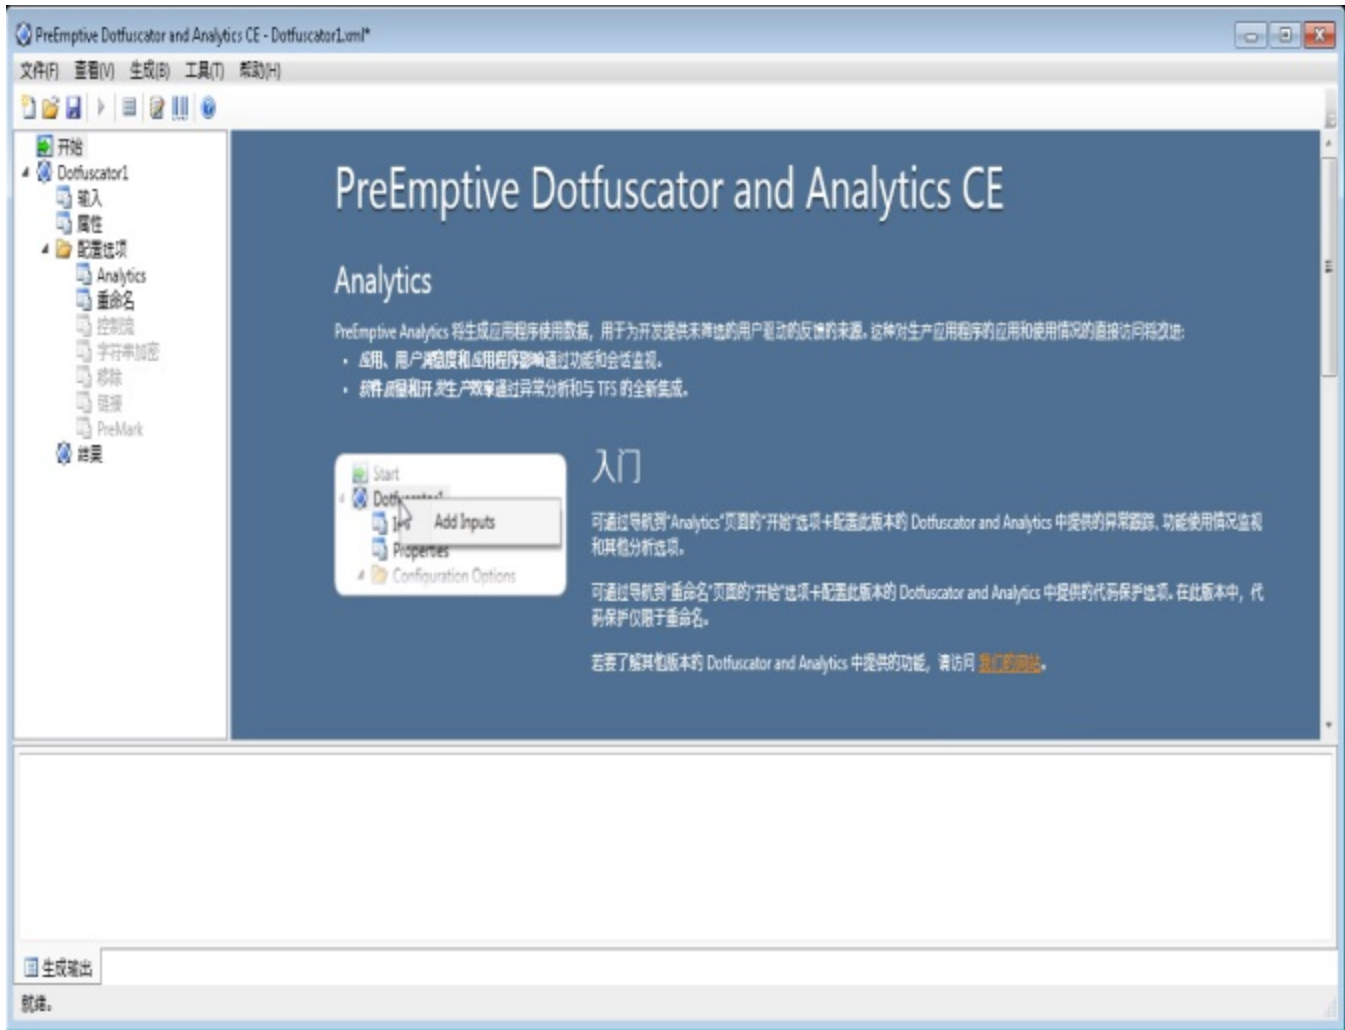 PreEmptive Dotfuscator and Analytics CE - Dotfuscator1.xml*
文件(F) 查看(V) 生成(B) 工具(T) 帮助(H)
开始
Dotfuscator1
输入
属性
配置选项
Analytics
重命名
控制流
字符串加密
移除
链接
PreMark
结果
PreEmptive Dotfuscator and Analytics CE
Analytics
PreEmptive Analytics 将生成应用程序使用数据，用于为开发提供未筛选的用户驱动的反馈的来源。这种对生产应用程序的应用和使用情况的直接访问将改进:
• 应用、用户满意度和应用程序影响通过功能和会话监视。
• 软件质量和开发生产效率通过异常分析和与 TFS 的全新集成。
Start
Dotfuscator1
Add Inputs
Properties
Configuration Options
入门
可通过导航到“Analytics”页面的“开始”选项卡配置此版本的 Dotfuscator and Analytics 中提供的异常跟踪、功能使用情况监视
和其他分析选项。
可通过导航到“重命名”页面的“开始”选项卡配置此版本的 Dotfuscator and Analytics 中提供的代码保护选项。在此版本中，代
码保护仅限于重命名。
若要了解其他版本的 Dotfuscator and Analytics 中提供的功能，请访问 我们的网站。
生成输出
就绪。